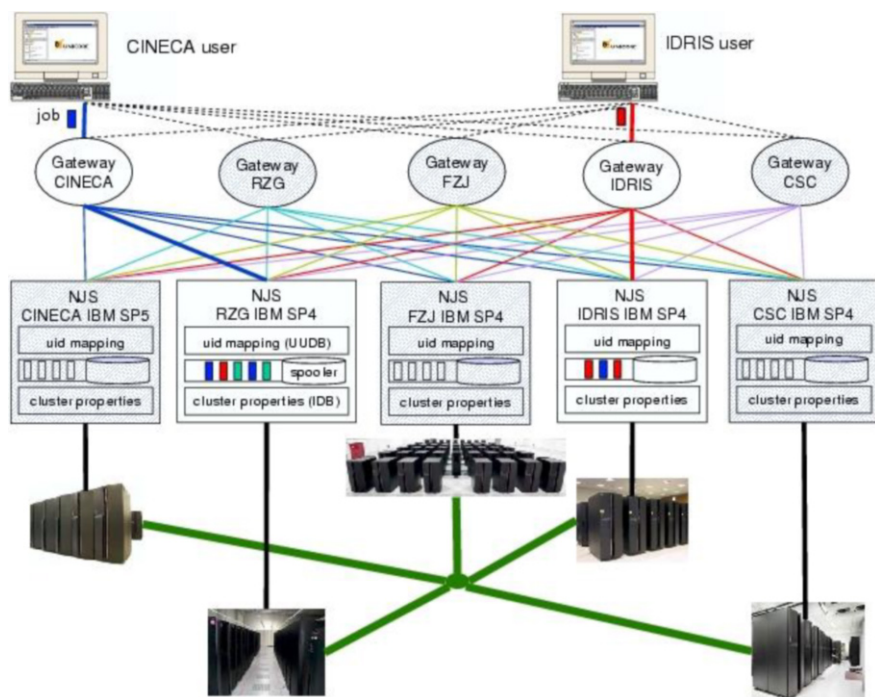 CINECA user
IDRIS user
job
Gateway
CINECA
Gateway
RZG
Gateway
FZJ
Gateway
IDRIS
Gateway
CSC
NJS
CINECA IBM SP5
uid mapping
cluster properties
NJS
RZG IBM SP4
uid mapping (UUDB)
spooler
cluster properties (IDB)
NJS
FZJ IBM SP4
uid mapping
cluster properties
NJS
IDRIS IBM SP4
uid mapping
cluster properties
NJS
CSC IBM SP4
uid mapping
cluster properties